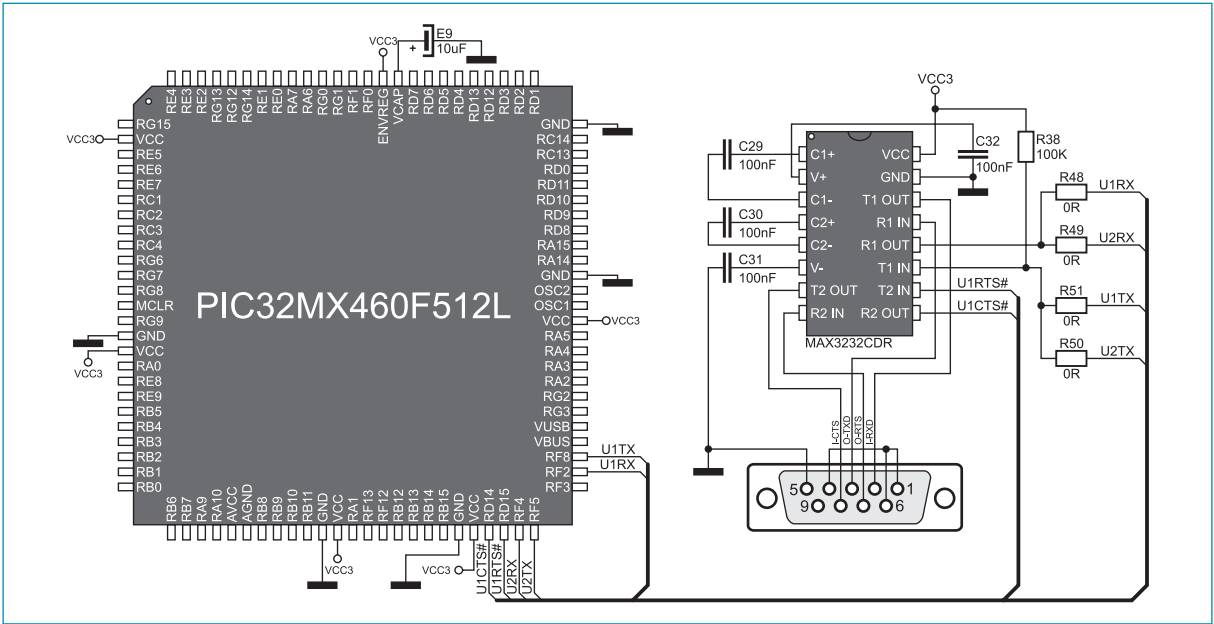 VCC3
E9
+ 10uF
RE4
RE3
RE2
RG13
RG12
RG14
RE1
RE0
RA7
RA6
RG0
RG1
RF1
RF0
ENVREG
VCAP
RD7
RD6
RD5
RD4
RD13
RD12
RD3
RD2
RD1
RG15
VCC3 VCC
RE5
RE6
RE7
RC1
RC2
RC3
RC4
RG6
RG7
RG8
MCLR
RG9
GND
VCC
VCC3
RA0
RE8
RE9
RB5
RB4
RB3
RB2
RB1
RB0
PIC32MX460F512L
GND
RC14
RC13
RD0
RD11
RD10
RD9
RD8
RA15
RA14
GND
OSC2
OSC1
VCC VCC3
RA5
RA4
RA3
RA2
RG2
RG3
VUSB
VBUS
RF8 U1TX
RF2 U1RX
RF3
RB6
RB7
RA9
RA10
AVCC
AGND
RB8
RB9
RB10
RB11
GND
VCC
RA1
RF13
RF12
RB12
RB13
RB14
RB15
GND
VCC
RD14
RD15
RF4
RF5
VCC3
VCC3
U1CTS#
U1RTS#
U2RX
U2TX
VCC3
C29
100nF
C30
100nF
C31
100nF
C32
100nF
R38
100K
C1+ VCC
V+ GND
C1- T1 OUT
C2+ R1 IN
C2- R1 OUT
V- T1 IN
T2 OUT T2 IN
R2 IN R2 OUT
MAX3232CDR
U1RTS#
U1CTS#
R48 U1RX
0R
R49 U2RX
0R
R51 U1TX
0R
R50 U2TX
0R
I-CTS
O-TXD
O-RTS
I-RXD
5 1
9 6